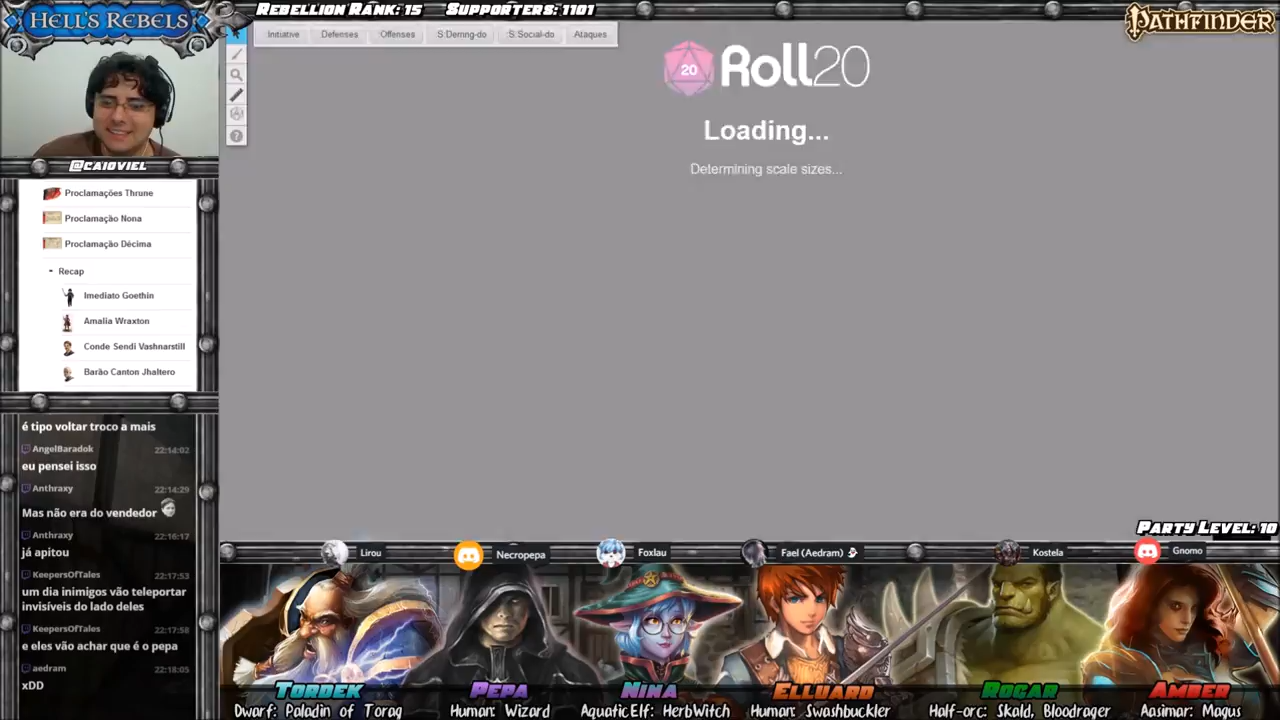 HELL'S REBELS
REBELLION RANK: 15 SUPPORTERS: 1101
PATHFINDER
Initiative Defenses :Offenses S:Derring-do :S:Social-do Ataques
20 Roll20
Loading...
Determining scale sizes...
@CAIOVIEL
Proclamações Thrune
Proclamação Nona
Proclamação Décima
Recap
Imediato Goethin
Amalia Wraxton
Conde Sendi Vashnarstill
Barão Canton Jhaltero
é tipo voltar troco a mais
AngelBaradok 22:14:02
eu pensei isso
Anthraxy 22:14:29
Mas não era do vendedor
Anthraxy 22:16:17
já apitou
KeepersOfTales 22:17:53
um dia inimigos vão teleportar
invisíveis do lado deles
KeepersOfTales 22:17:58
e eles vão achar que é o pepa
aedram 22:18:05
xDD
PARTY LEVEL: 10
Lirou Necropepa Foxlau Fael (Aedram) Kostela Gnomo
TORDEK PEPA NINA ELLUARD ROGAR AMBER
Dwarf: Paladin of Torag Human: Wizard AquaticElf: HerbWitch Human: Swashbuckler Half-orc: Skald, Bloodrager Aasimar: Magus